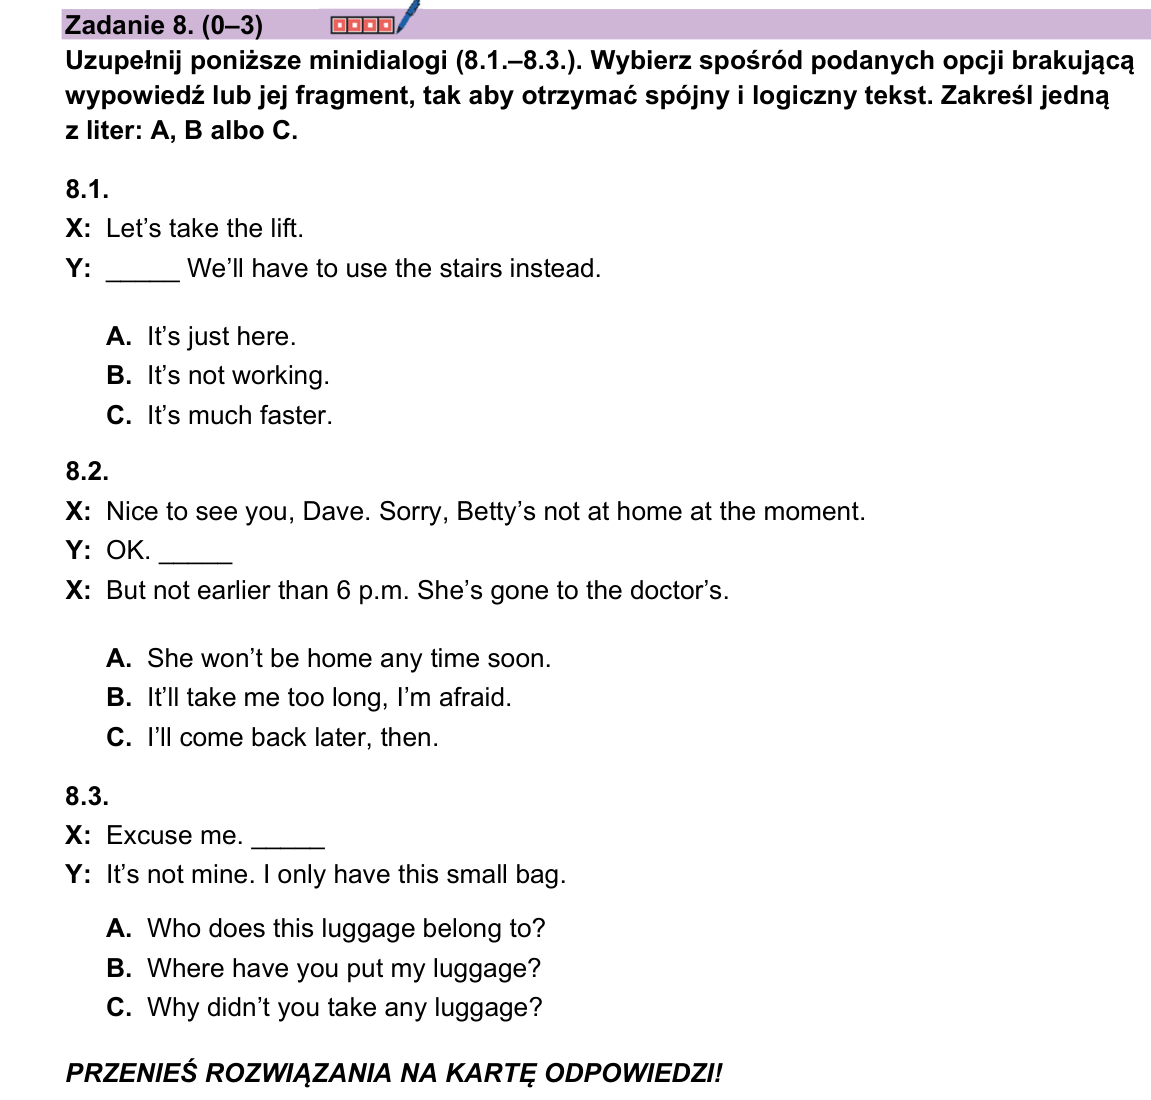 Zadanie 8. (0–3)
Uzupełnij poniższe minidialogi (8.1.–8.3.). Wybierz spośród podanych opcji brakującą
wypowiedź lub jej fragment, tak aby otrzymać spójny i logiczny tekst. Zakreśl jedną
z liter: A, B albo C.
8.1.
X: Let’s take the lift.
Y: _____ We’ll have to use the stairs instead.
A. It’s just here.
B. It’s not working.
C. It’s much faster.
8.2.
X: Nice to see you, Dave. Sorry, Betty’s not at home at the moment.
Y: OK. _____
X: But not earlier than 6 p.m. She’s gone to the doctor’s.
A. She won’t be home any time soon.
B. It’ll take me too long, I’m afraid.
C. I’ll come back later, then.
8.3.
X: Excuse me. _____
Y: It’s not mine. I only have this small bag.
A. Who does this luggage belong to?
B. Where have you put my luggage?
C. Why didn’t you take any luggage?
PRZENIEŚ ROZWIĄZANIA NA KARTĘ ODPOWIEDZI!